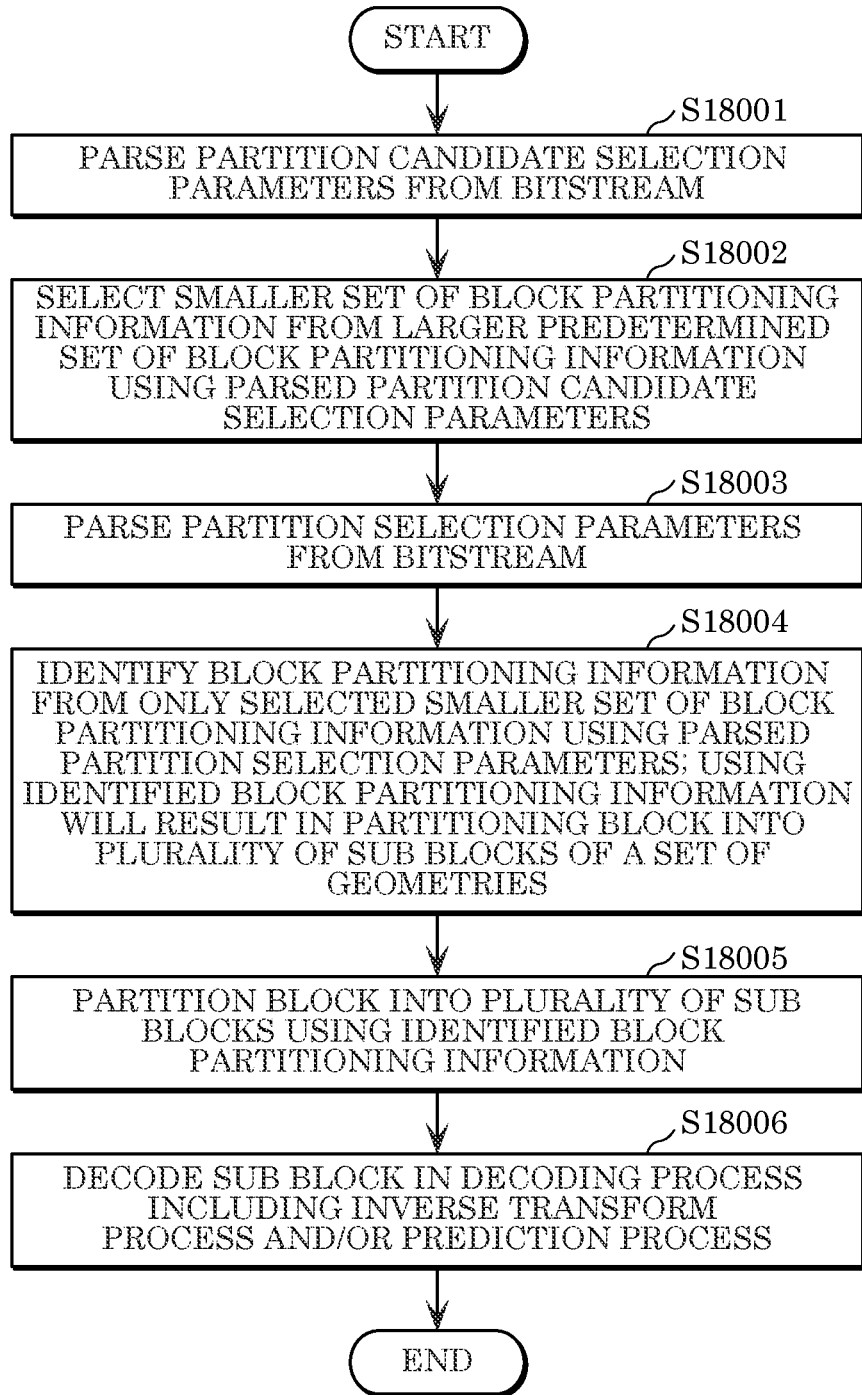 START
S18001
PARSE PARTITION CANDIDATE SELECTION
PARAMETERS FROM BITSTREAM
S18002
SELECT SMALLER SET OF BLOCK PARTITIONING
INFORMATION FROM LARGER PREDETERMINED
SET OF BLOCK PARTITIONING INFORMATION
USING PARSED PARTITION CANDIDATE
SELECTION PARAMETERS
S18003
PARSE PARTITION SELECTION PARAMETERS
FROM BITSTREAM
S18004
IDENTIFY BLOCK PARTITIONING INFORMATION
FROM ONLY SELECTED SMALLER SET OF BLOCK
PARTITIONING INFORMATION USING PARSED
PARTITION SELECTION PARAMETERS; USING
IDENTIFIED BLOCK PARTITIONING INFORMATION
WILL RESULT IN PARTITIONING BLOCK INTO
PLURALITY OF SUB BLOCKS OF A SET OF
GEOMETRIES
S18005
PARTITION BLOCK INTO PLURALITY OF SUB
BLOCKS USING IDENTIFIED BLOCK
PARTITIONING INFORMATION
S18006
DECODE SUB BLOCK IN DECODING PROCESS
INCLUDING INVERSE TRANSFORM
PROCESS AND/OR PREDICTION PROCESS
END